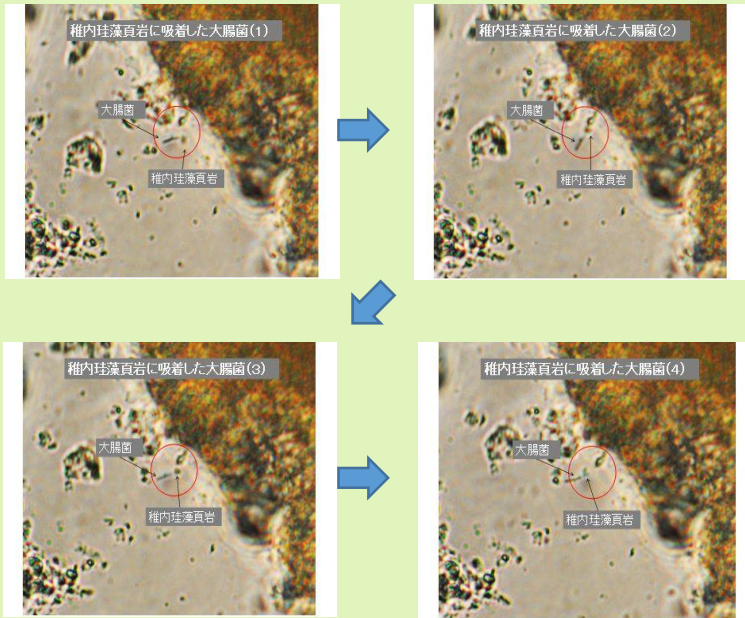 稚内珪藻頁岩に吸着した大腸菌(1)
大腸菌
稚内珪藻頁岩
稚内珪藻頁岩に吸着した大腸菌(2)
大腸菌
稚内珪藻頁岩
稚内珪藻頁岩に吸着した大腸菌(3)
大腸菌
稚内珪藻頁岩
稚内珪藻頁岩に吸着した大腸菌(4)
大腸菌
稚内珪藻頁岩